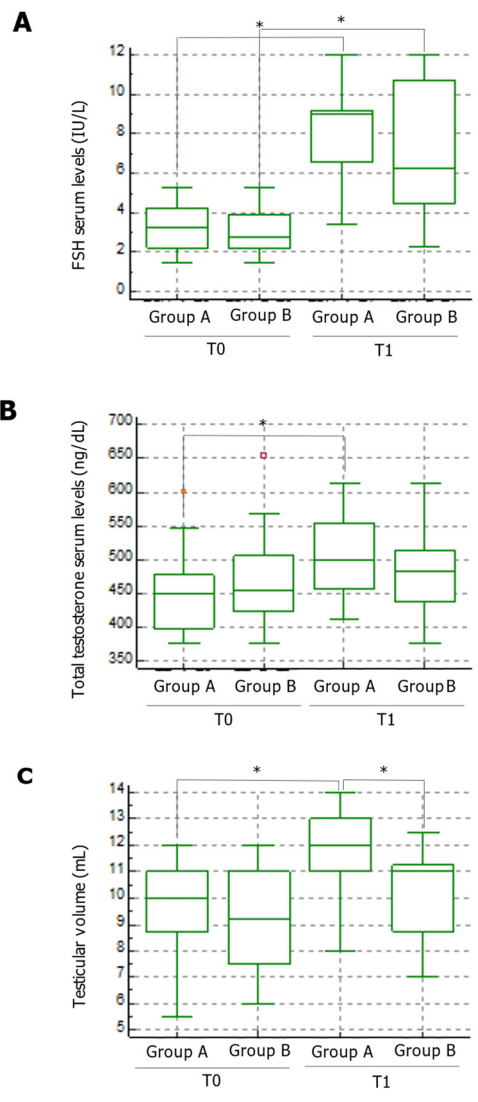 A
* *
FSH serum levels (IU/L)
12
10
8
6
4
2
0
Group A Group B Group A Group B
T0 T1
B
*
Total testosterone serum levels (ng/dL)
700
650
600
550
500
450
400
350
Group A Group B Group A GroupB
T0 T1
C
* *
Testicular volume (mL)
14
13
12
11
10
9
8
7
6
5
Group A Group B Group A Group B
T0 T1